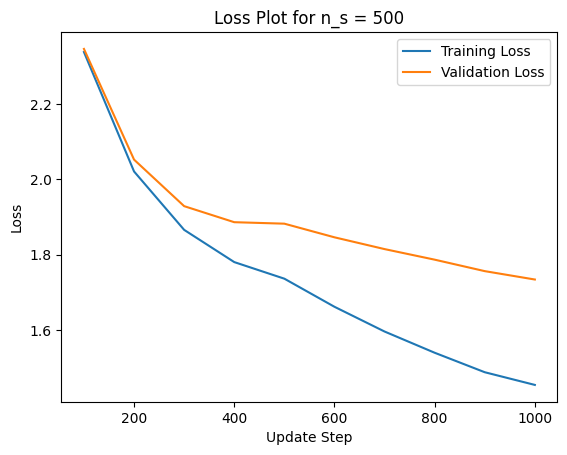 Loss Plot for n_s = 500
Training Loss
Validation Loss
2.2
2.0
1.8
1.6
Loss
200
400
600
800
1000
Update Step